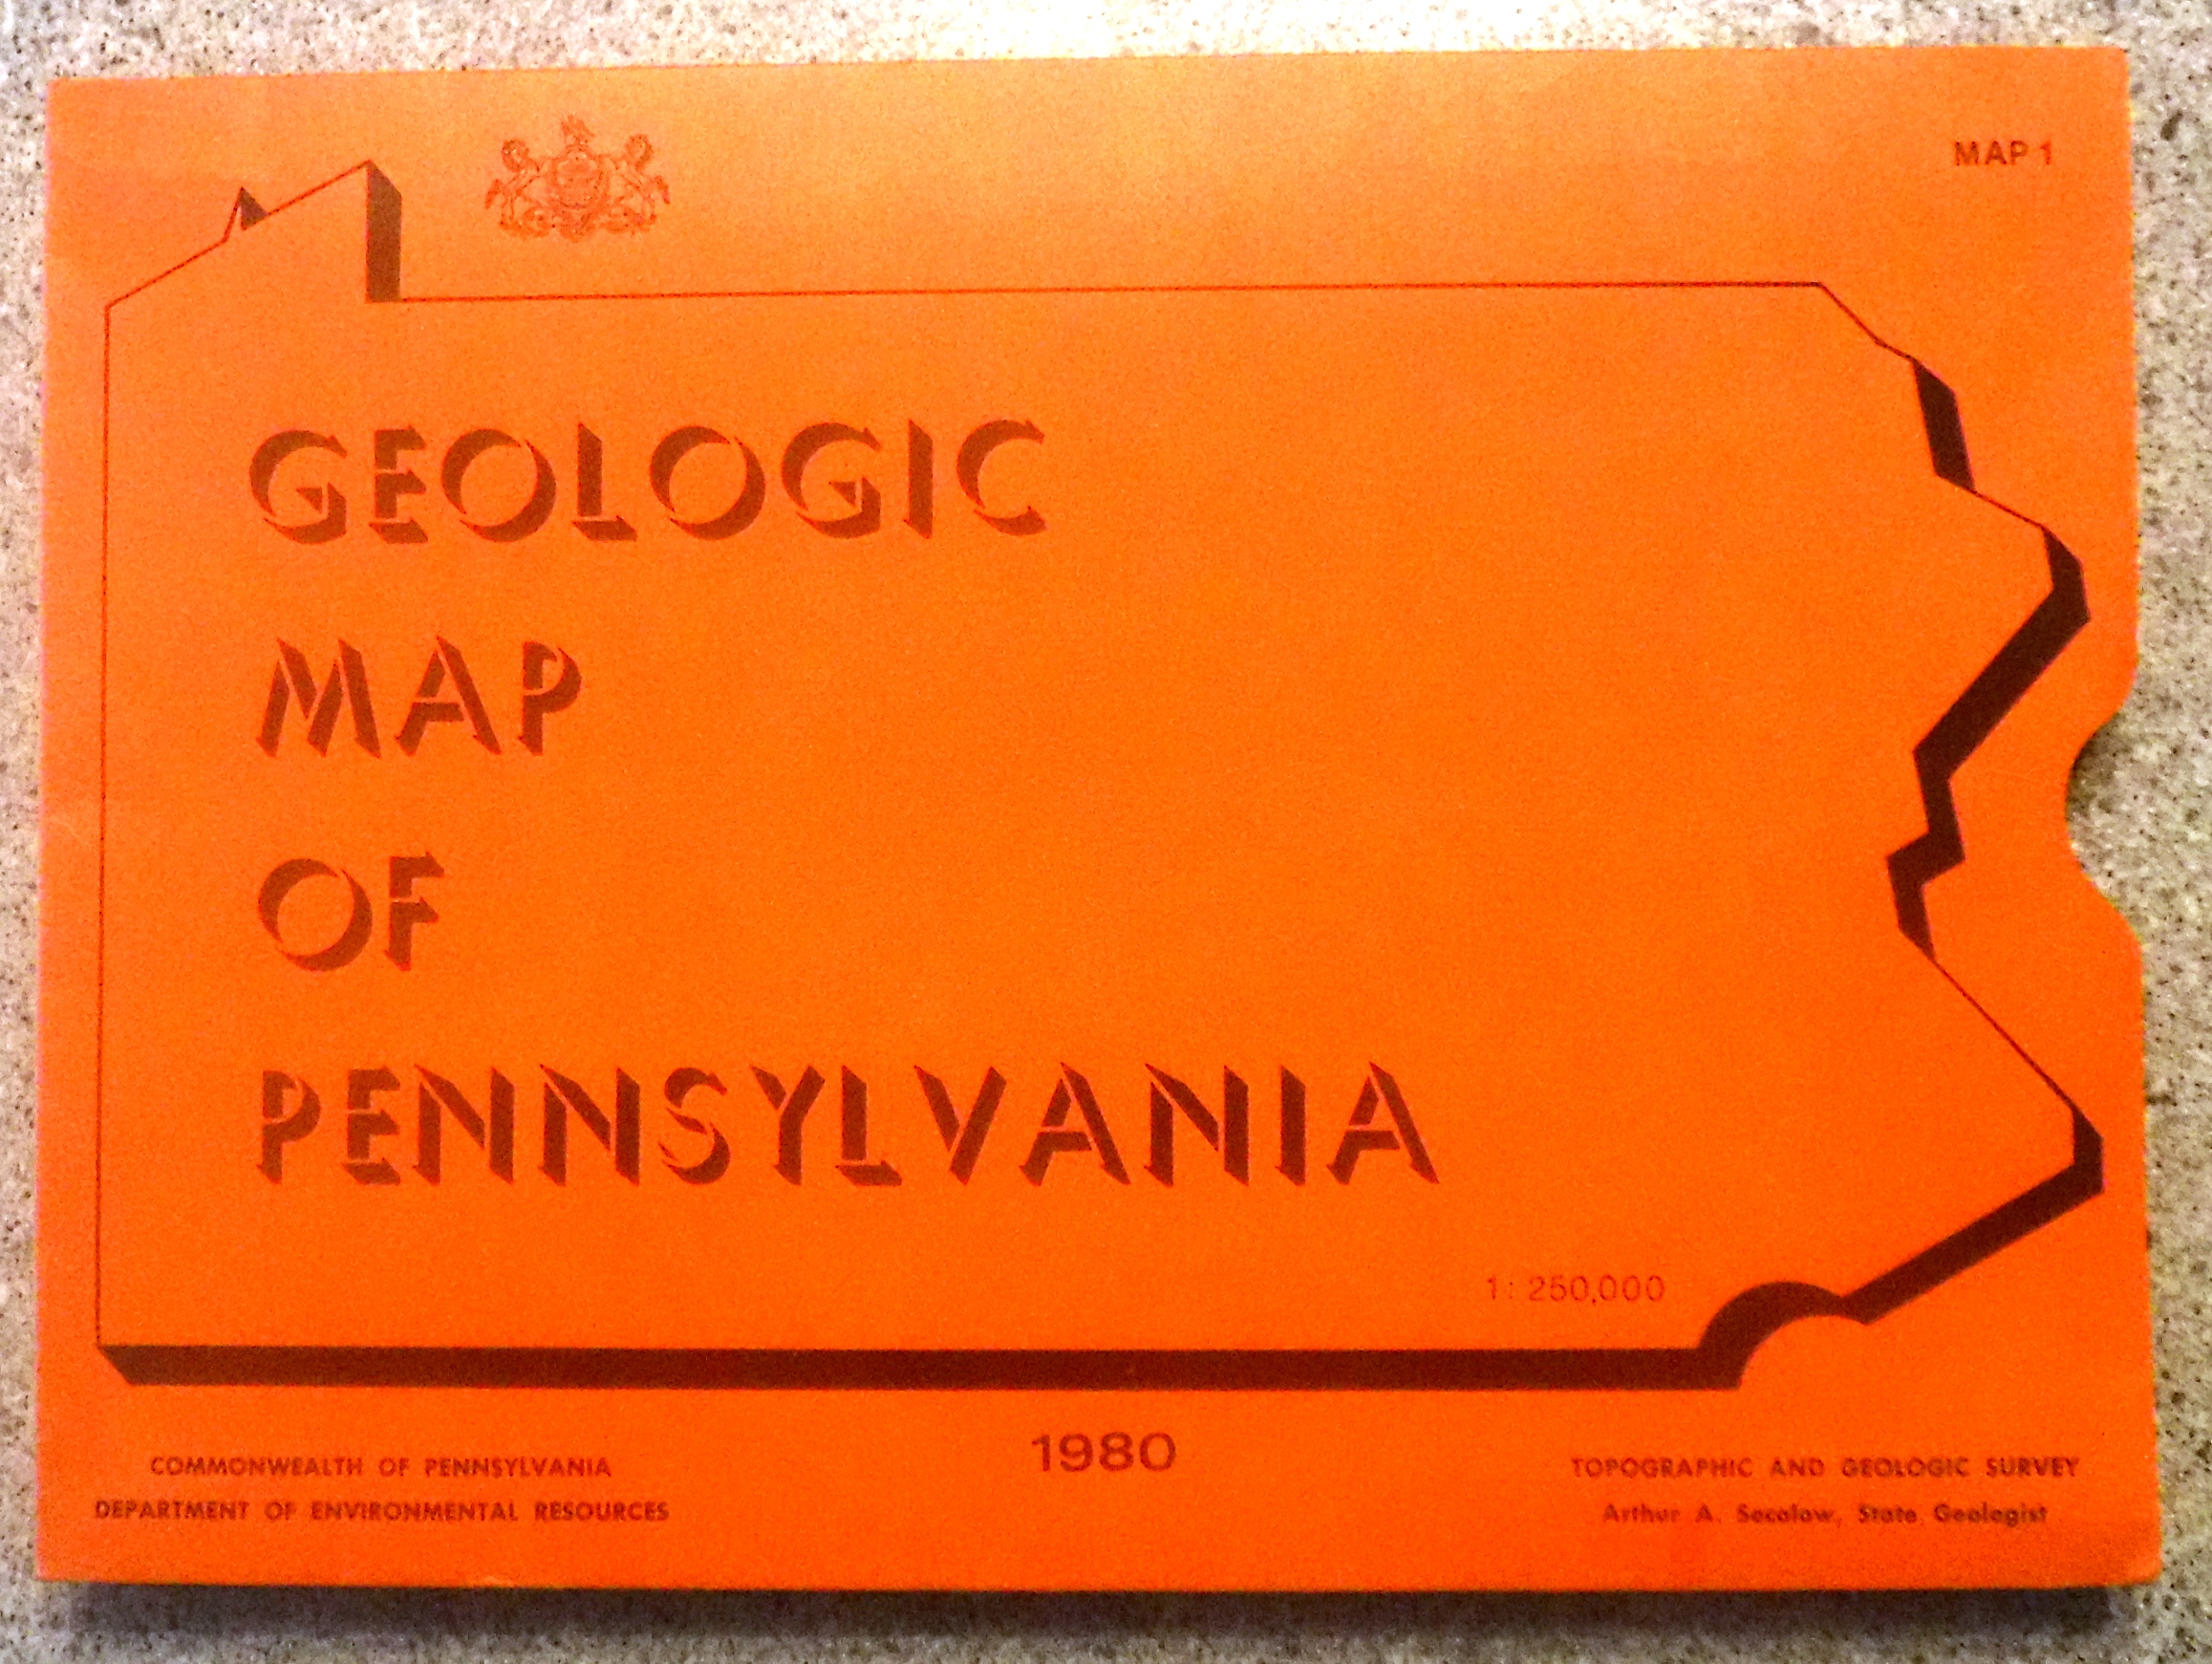 MAP 1
GEOLOGIC
MAP
OF
PENNSYLVANIA
1: 250,000
1980
COMMONWEALTH OF PENNSYLVANIA
DEPARTMENT OF ENVIRONMENTAL RESOURCES
TOPOGRAPHIC AND GEOLOGIC SURVEY
Arthur A. Socolow, State Geologist